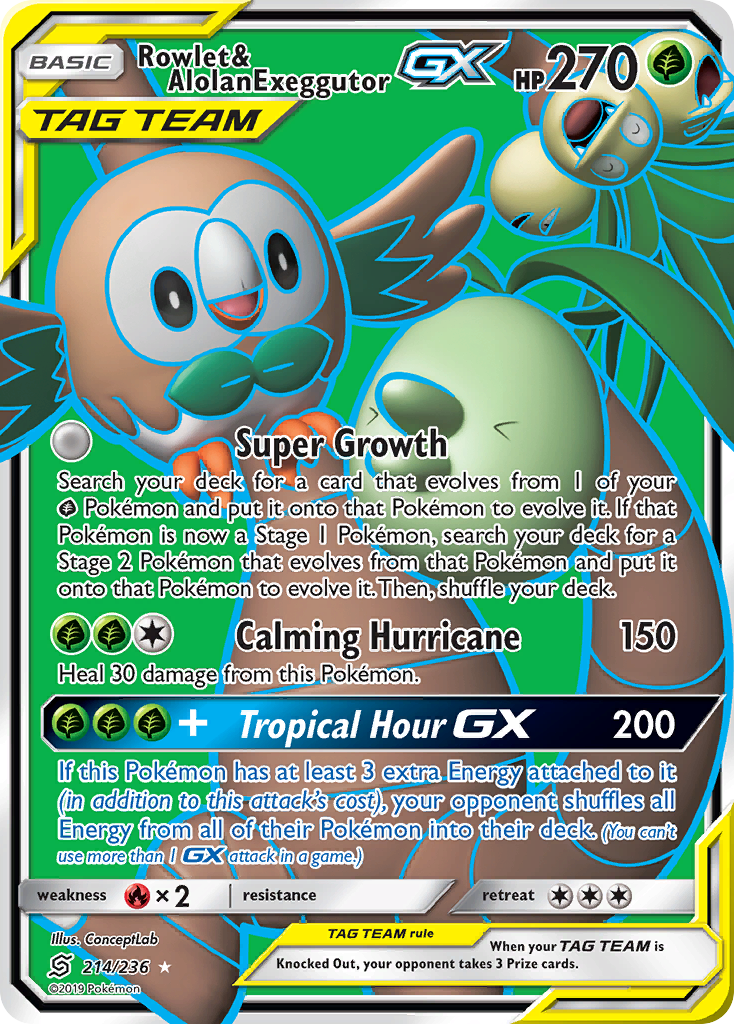 BASIC
Rowlet&
AlolanExeggutor GX HP270
TAG TEAM
Super Growth
Search your deck for a card that evolves from 1 of your
Pokémon and put it onto that Pokémon to evolve it. If that
Pokémon is now a Stage 1 Pokémon, search your deck for a
Stage 2 Pokémon that evolves from that Pokémon and put it
onto that Pokémon to evolve it. Then, shuffle your deck.
Calming Hurricane 150
Heal 30 damage from this Pokémon.
+ Tropical Hour GX 200
If this Pokémon has at least 3 extra Energy attached to it
(in addition to this attack's cost), your opponent shuffles all
Energy from all of their Pokémon into their deck. (You can't
use more than 1 GX attack in a game.)
weakness ×2 resistance retreat
Illus. ConceptLab
214/236
©2019 Pokémon
TAG TEAM rule
When your TAG TEAM is
Knocked Out, your opponent takes 3 Prize cards.